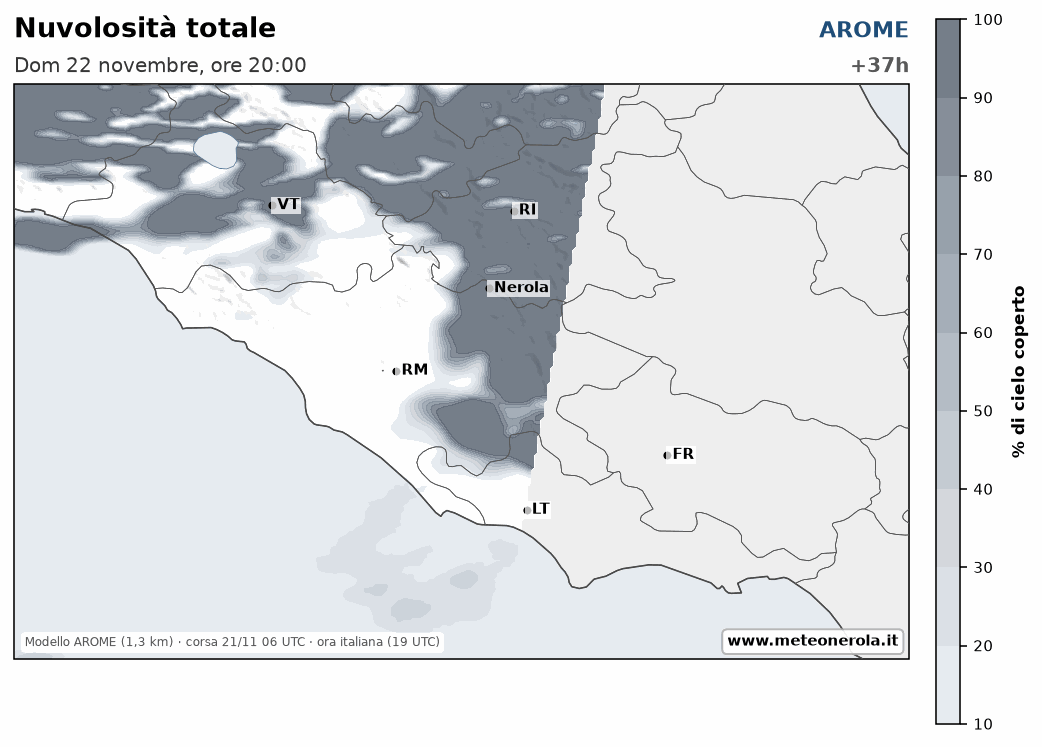 Nuvolosità totale
AROME
Dom 22 novembre, ore 20:00
+37h
100
90
80
70
60
50
40
30
20
10
% di cielo coperto
VT
RI
Nerola
RM
FR
LT
Modello AROME (1,3 km) · corsa 21/11 06 UTC · ora italiana (19 UTC)
www.meteonerola.it